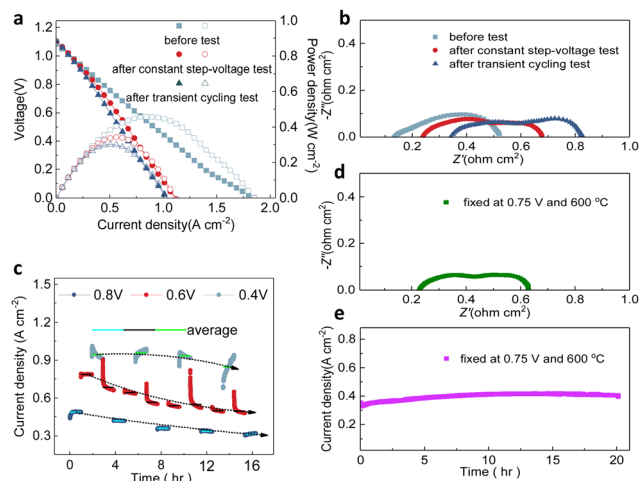 a
1.2
1.0
0.8
0.6
0.4
0.2
0.0
Voltage(V)
1.0
0.8
0.6
0.4
0.2
0.0
Power density(W cm⁻²)
before test
after constant step-voltage test
after transient cycling test
0.0 0.5 1.0 1.5 2.0
Current density(A cm⁻²)
b
0.4
0.2
0.0
-Z"(ohm cm²)
before test
after constant step-voltage test
after transient cycling test
0.2 0.4 0.6 0.8 1.0
Z'(ohm cm²)
d
0.4
0.2
0.0
-Z"(ohm cm²)
fixed at 0.75 V and 600 °C
0.2 0.4 0.6 0.8 1.0
Z'(ohm cm²)
c
0.8V 0.6V 0.4V
average
1.5
1.2
0.9
0.6
0.3
Current density (A cm⁻²)
0 4 8 12 16
Time ( hr)
e
0.8
0.6
0.4
0.2
Current density(A cm⁻²)
fixed at 0.75 V and 600 °C
0 5 10 15 20
Time ( hr)